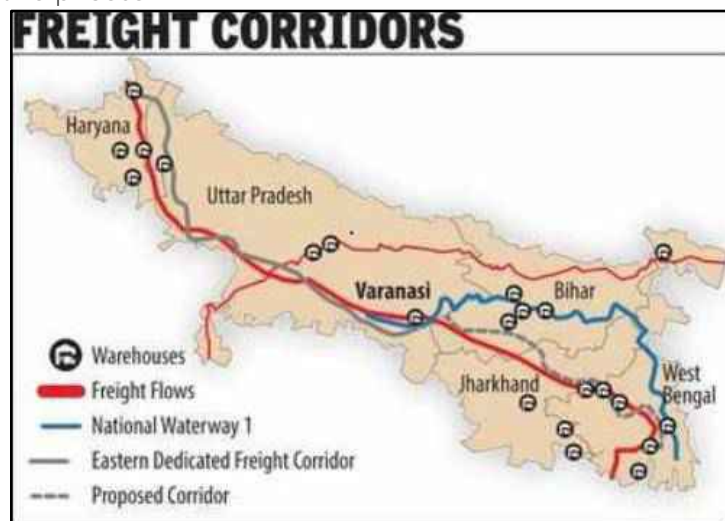 FREIGHT CORRIDORS
Haryana
Uttar Pradesh
Varanasi
Bihar
Jharkhand
West
Bengal
Warehouses
Freight Flows
National Waterway 1
Eastern Dedicated Freight Corridor
Proposed Corridor